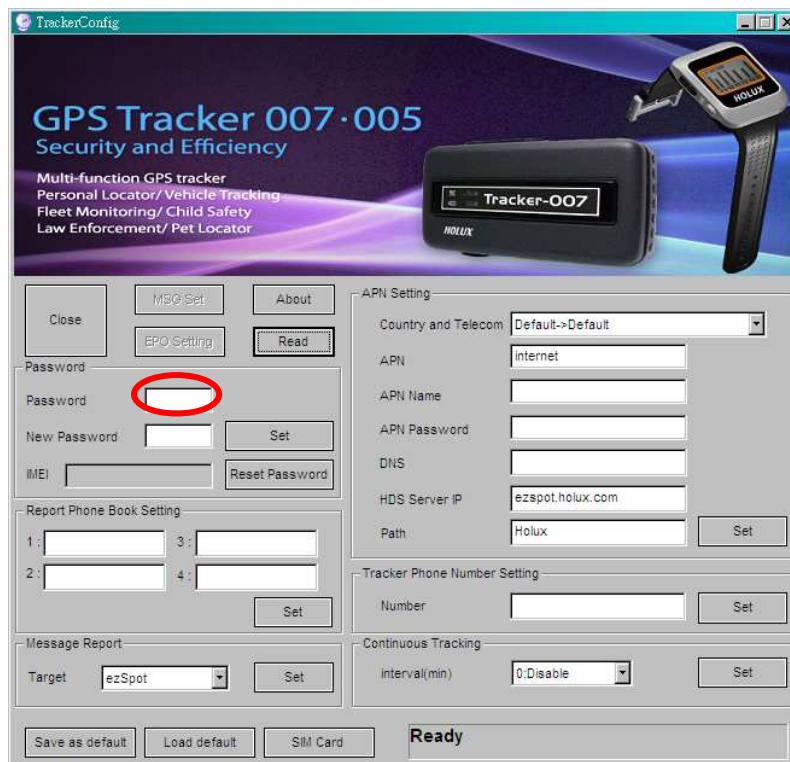 TrackerConfig
GPS Tracker 007·005
Security and Efficiency
Multi-function GPS tracker
Personal Locator/ Vehicle Tracking
Fleet Monitoring/ Child Safety
Law Enforcement/ Pet Locator
HOLUX
Tracker-007
HOLUX
Close
MSG Set
About
EPO Setting
Read
Password
Password
New Password
Set
IMEI
Reset Password
Report Phone Book Setting
1 :
3 :
2 :
4 :
Set
Message Report
Target
ezSpot
Set
APN Setting
Country and Telecom
Default->Default
APN
internet
APN Name
APN Password
DNS
HDS Server IP
ezspot.holux.com
Path
Holux
Set
Tracker Phone Number Setting
Number
Set
Continuous Tracking
interval(min)
0:Disable
Set
Save as default
Load default
SIM Card
Ready